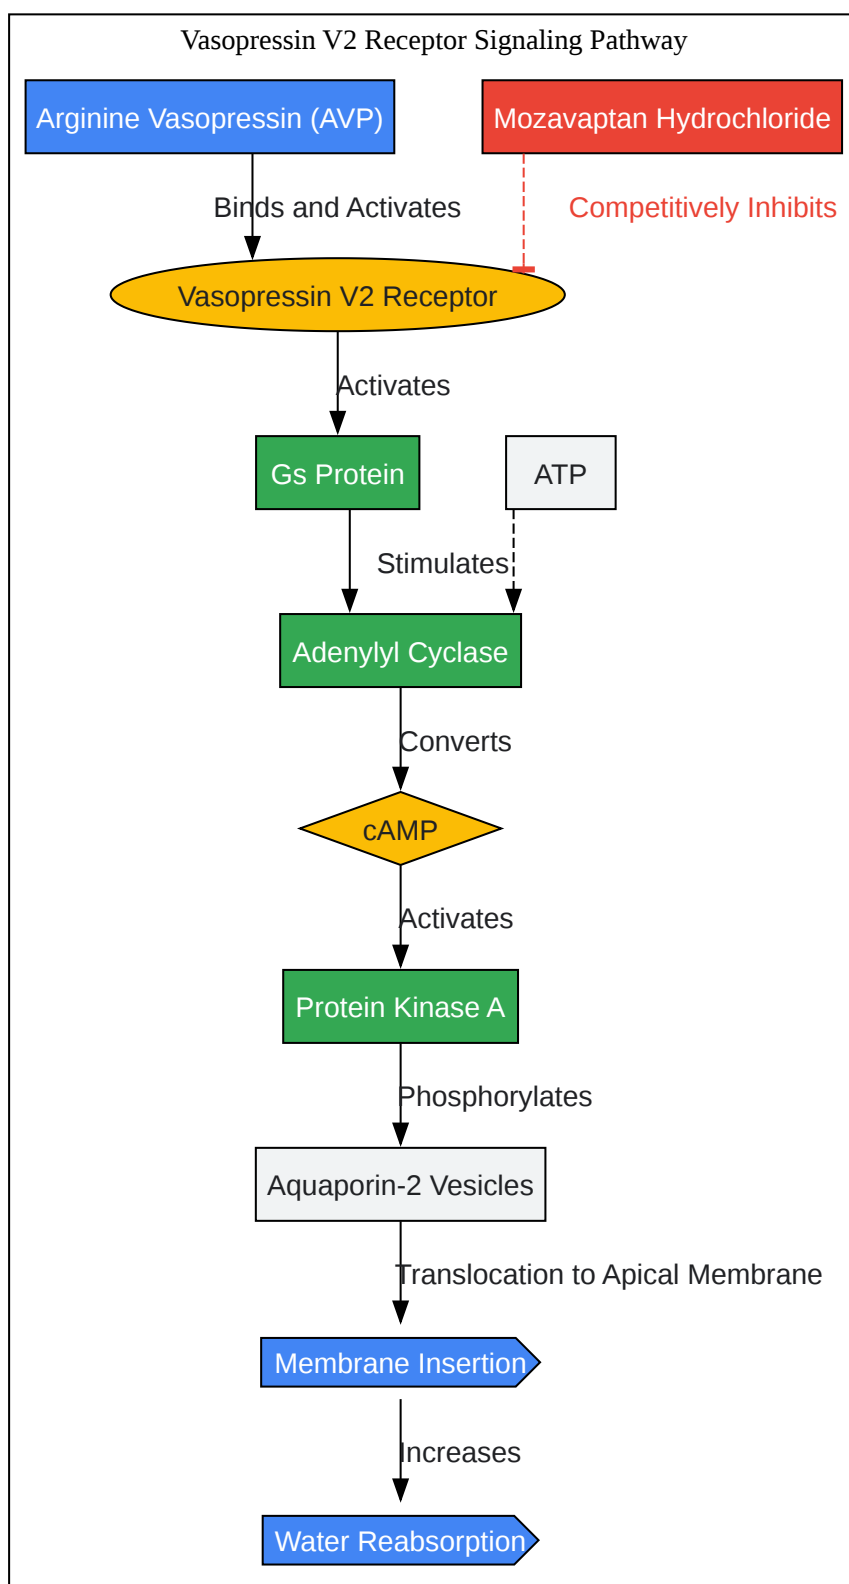 Vasopressin V2 Receptor Signaling Pathway
Arginine Vasopressin (AVP)
Mozavaptan Hydrochloride
Binds and Activates
Competitively Inhibits
Vasopressin V2 Receptor
Activates
Gs Protein
ATP
Stimulates
Adenylyl Cyclase
Converts
cAMP
Activates
Protein Kinase A
Phosphorylates
Aquaporin-2 Vesicles
Translocation to Apical Membrane
Membrane Insertion
Increases
Water Reabsorption